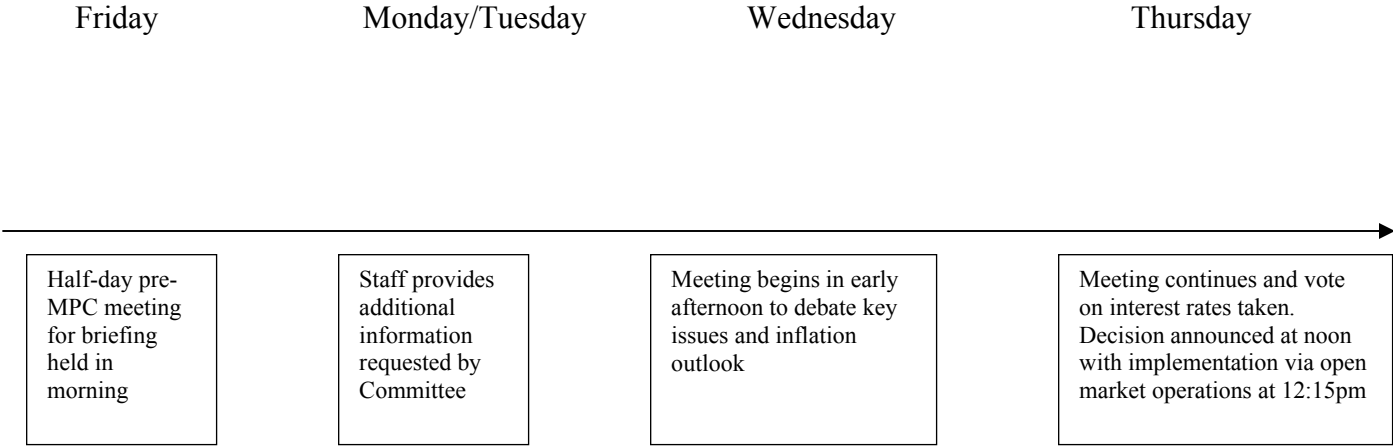 Friday
Monday/Tuesday
Wednesday
Thursday
Half-day pre-
MPC meeting
for briefing
held in
morning
Staff provides
additional
information
requested by
Committee
Meeting begins in early
afternoon to debate key
issues and inflation
outlook
Meeting continues and vote
on interest rates taken.
Decision announced at noon
with implementation via open
market operations at 12:15pm